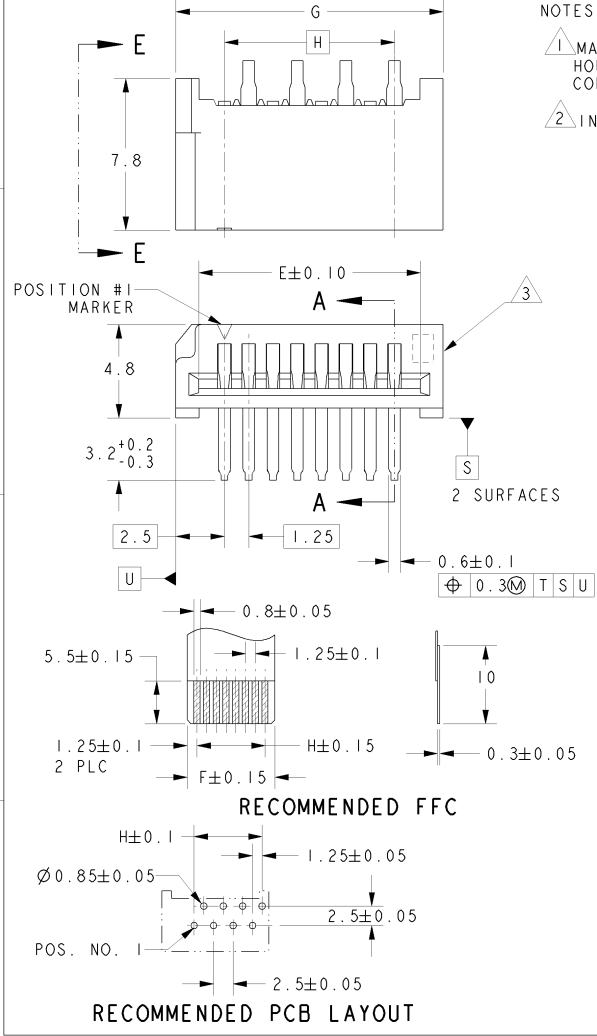 G
NOTES
E
H
1 MA
HOU
CO
2 IN
7.8
E
E±0.10
POSITION #1
MARKER
A
3
4.8
3.2 +0.2 -0.3
S
2 SURFACES
A
2.5
1.25
0.6±0.1
U
⌖ 0.3Ⓜ T S U
0.8±0.05
5.5±0.15
1.25±0.1
10
1.25±0.1
2 PLC
H±0.15
0.3±0.05
F±0.15
RECOMMENDED FFC
H±0.1
1.25±0.05
Ø0.85±0.05
2.5±0.05
POS. NO. 1
2.5±0.05
RECOMMENDED PCB LAYOUT